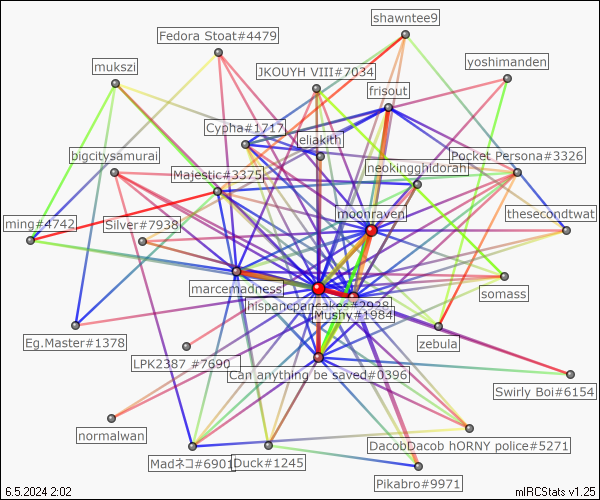 shawntee9
Fedora Stoat#4479
yoshimanden
mukszi
JKOUYH VIII#7034
frisout
Cypha#1717
eliakith
bigcitysamurai
Pocket Persona#3326
neokingghidorah
Majestic#3375
moonraven
thesecondtwat
ming#4742
Silver#7938
marcemadness
somass
hispancpancakes#2928
Mushy#1984
Eg.Master#1378
zebula
LPK2387 #7690
Can anything be saved#0396
Swirly Boi#6154
normalwan
DacobDacob hORNY police#5271
Madネコ#6901
Duck#1245
Pikabro#9971
6.5.2024 2:02
mIRCStats v1.25